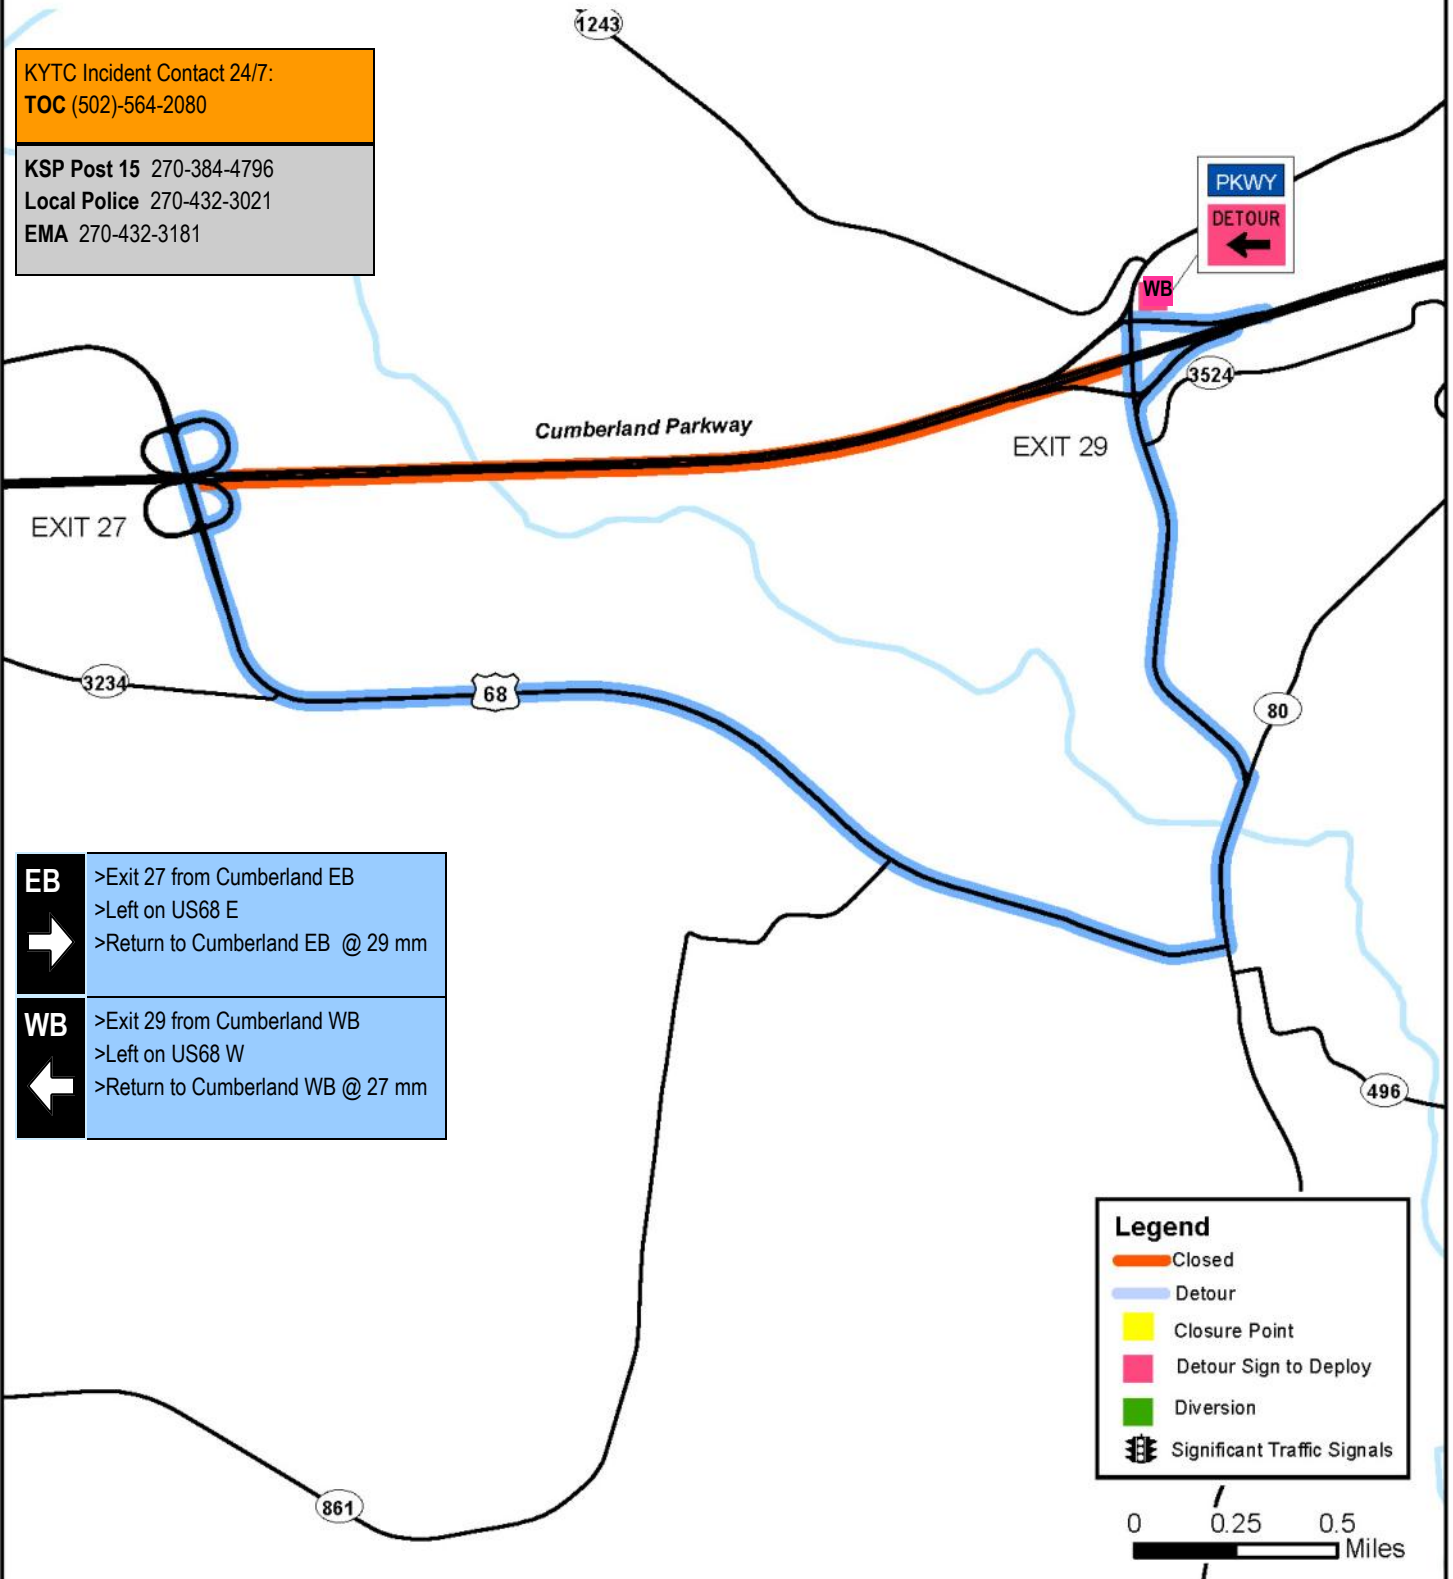 1243
KYTC Incident Contact 24/7:
TOC (502)-564-2080
KSP Post 15 270-384-4796
Local Police 270-432-3021
EMA 270-432-3181
PKWY
DETOUR
WB
3524
Cumberland Parkway
EXIT 29
EXIT 27
3234
68
80
EB
>Exit 27 from Cumberland EB
>Left on US68 E
>Return to Cumberland EB @ 29 mm
WB
>Exit 29 from Cumberland WB
>Left on US68 W
>Return to Cumberland WB @ 27 mm
496
Legend
Closed
Detour
Closure Point
Detour Sign to Deploy
Diversion
Significant Traffic Signals
861
0 0.25 0.5
Miles